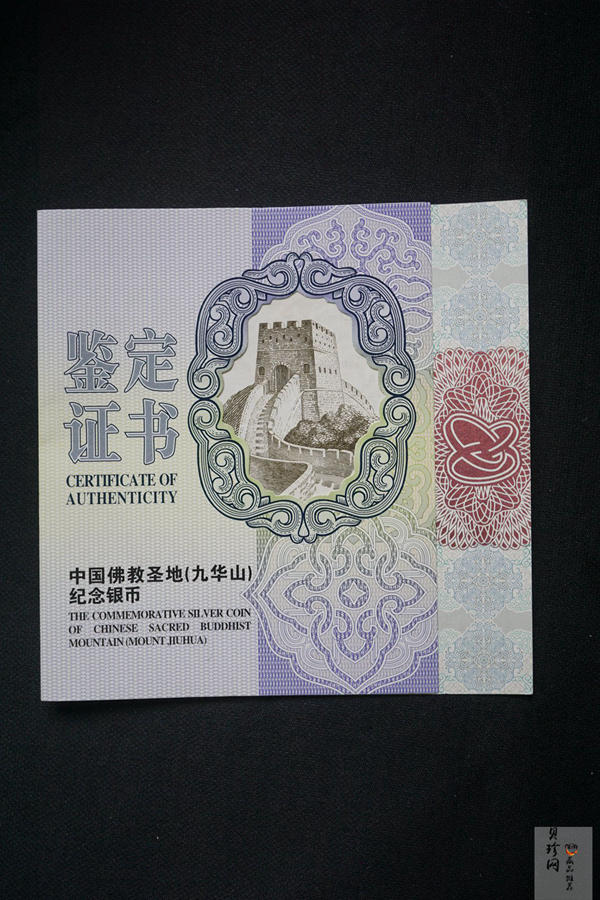 鉴定
证书
CERTIFICATE OF
AUTHENTICITY
中国佛教圣地(九华山)
纪念银币
THE COMMEMORATIVE SILVER COIN
OF CHINESE SACRED BUDDHIST
MOUNTAIN (MOUNT JIUHUA)
贝珍网